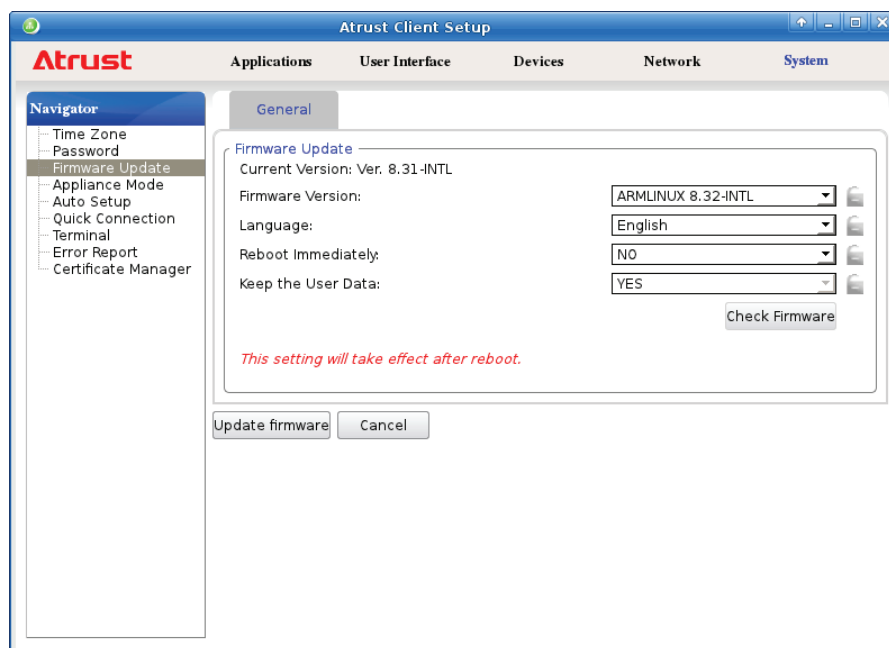 Atrust Client Setup
Atrust
Applications User Interface Devices Network System
Navigator
Time Zone
Password
Firmware Update
Appliance Mode
Auto Setup
Quick Connection
Terminal
Error Report
Certificate Manager
General
Firmware Update
Current Version: Ver. 8.31-INTL
Firmware Version: ARMLINUX 8.32-INTL
Language: English
Reboot Immediately: NO
Keep the User Data: YES
Check Firmware
This setting will take effect after reboot.
Update firmware Cancel